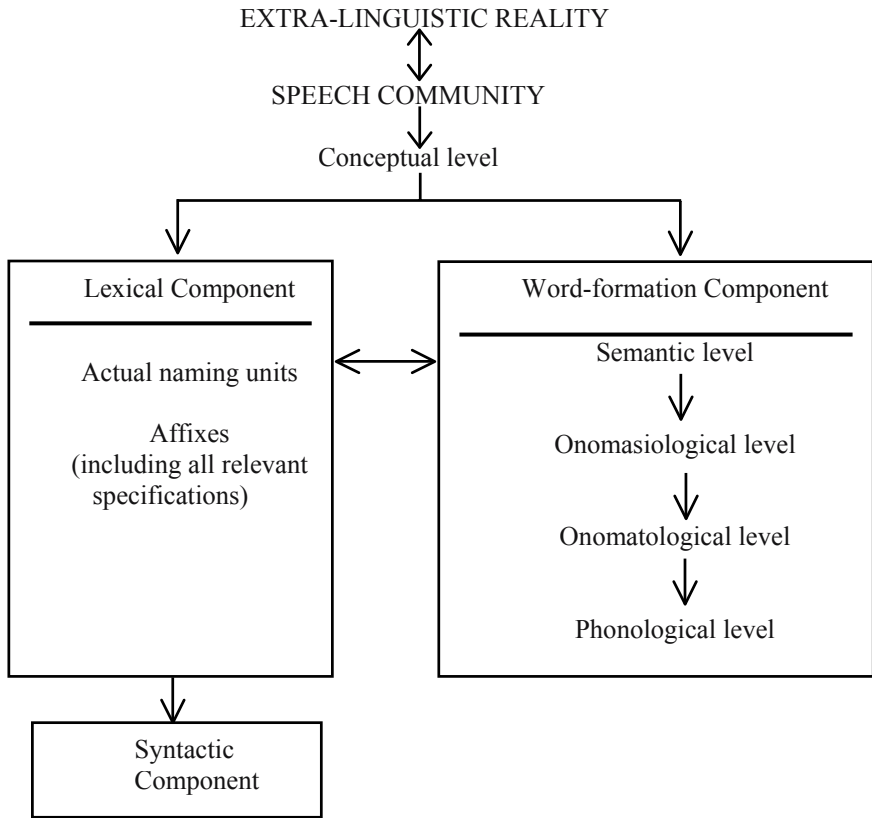 EXTRA-LINGUISTIC REALITY
SPEECH COMMUNITY
Conceptual level
Lexical Component
Actual naming units
Affixes
(including all relevant
specifications)
Word-formation Component
Semantic level
Onomasiological level
Onomatological level
Phonological level
Syntactic
Component